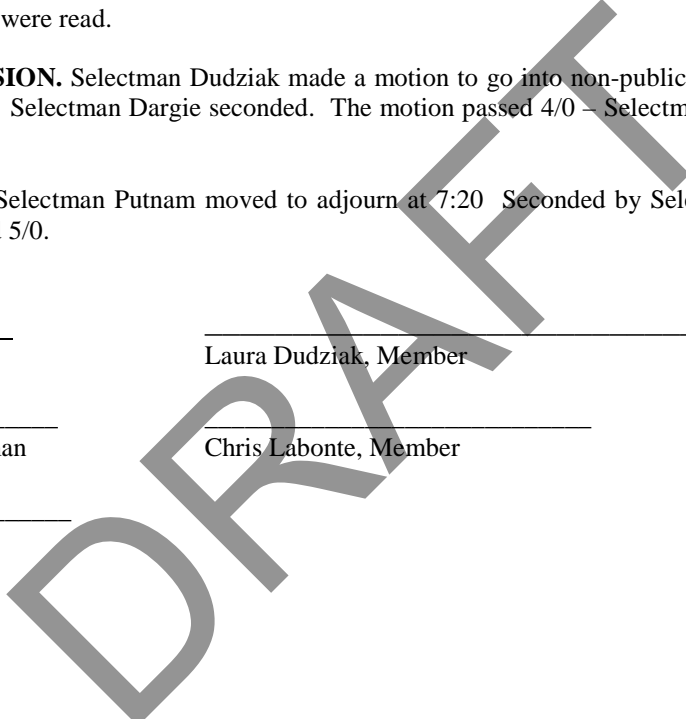 were read.
SION. Selectman Dudziak made a motion to go into non-public
Selectman Dargie seconded. The motion passed 4/0 – Selectm
Selectman Putnam moved to adjourn at 7:20 Seconded by Sele
5/0.
Laura Dudziak, Member
an
Chris Labonte, Member
DRAFT